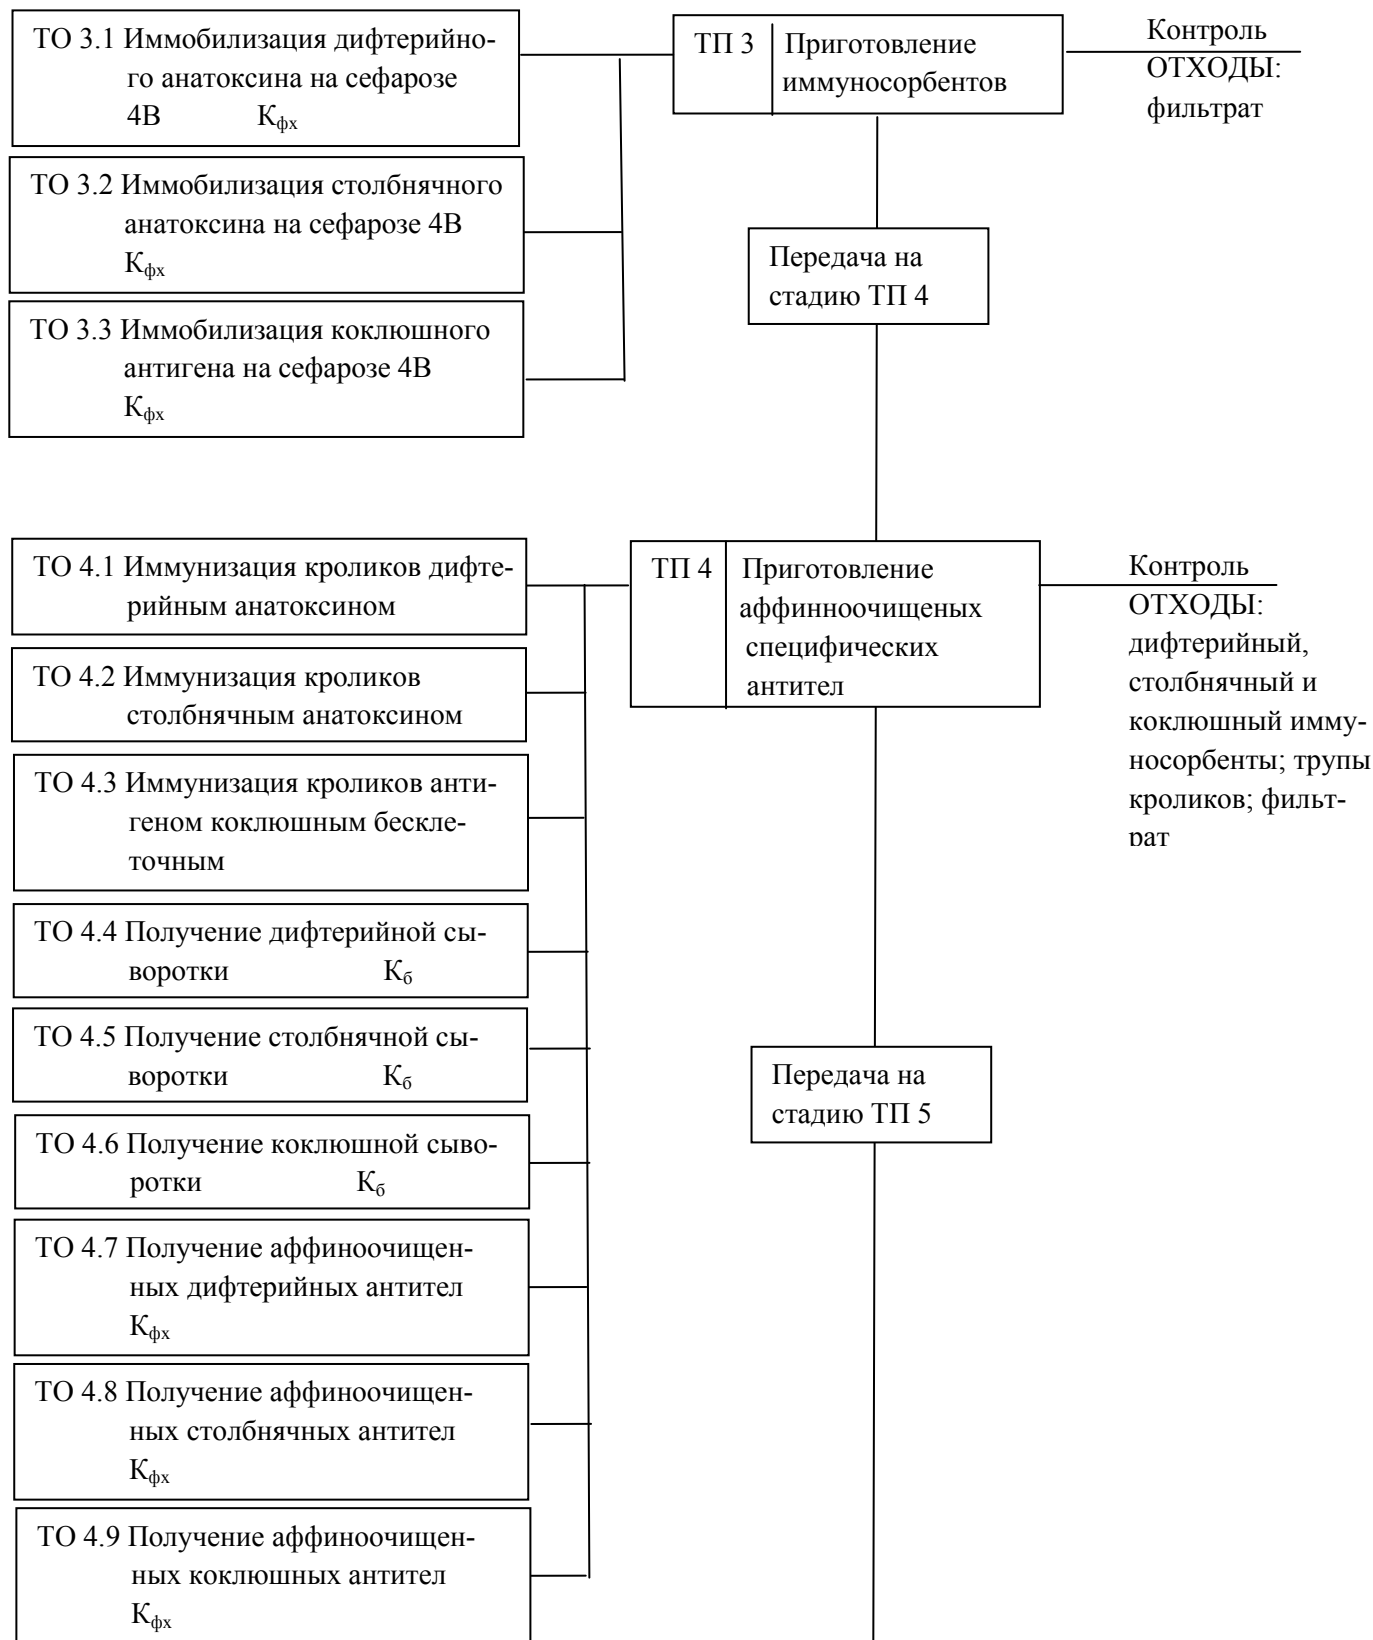 ТО 3.1 Иммобилизация дифтерийно-
го анатоксина на сефарозе
4В Кфх
ТП 3 Приготовление
иммуносорбентов
Контроль
ОТХОДЫ:
фильтрат
ТО 3.2 Иммобилизация столбнячного
анатоксина на сефарозе 4В
Кфх
Передача на
стадию ТП 4
ТО 3.3 Иммобилизация коклюшного
антигена на сефарозе 4В
Кфх
ТО 4.1 Иммунизация кроликов дифте-
рийным анатоксином
ТП 4 Приготовление
аффинноочищеных
специфических
антител
Контроль
ОТХОДЫ:
дифтерийный,
столбнячный и
коклюшный имму-
носорбенты; трупы
кроликов; фильт-
рат
ТО 4.2 Иммунизация кроликов
столбнячным анатоксином
ТО 4.3 Иммунизация кроликов анти-
геном коклюшным бескле-
точным
ТО 4.4 Получение дифтерийной сы-
воротки Кб
ТО 4.5 Получение столбнячной сы-
воротки Кб
Передача на
стадию ТП 5
ТО 4.6 Получение коклюшной сыво-
ротки Кб
ТО 4.7 Получение аффиноочищен-
ных дифтерийных антител
Кфх
ТО 4.8 Получение аффиноочищен-
ных столбнячных антител
Кфх
ТО 4.9 Получение аффиноочищен-
ных коклюшных антител
Кфх